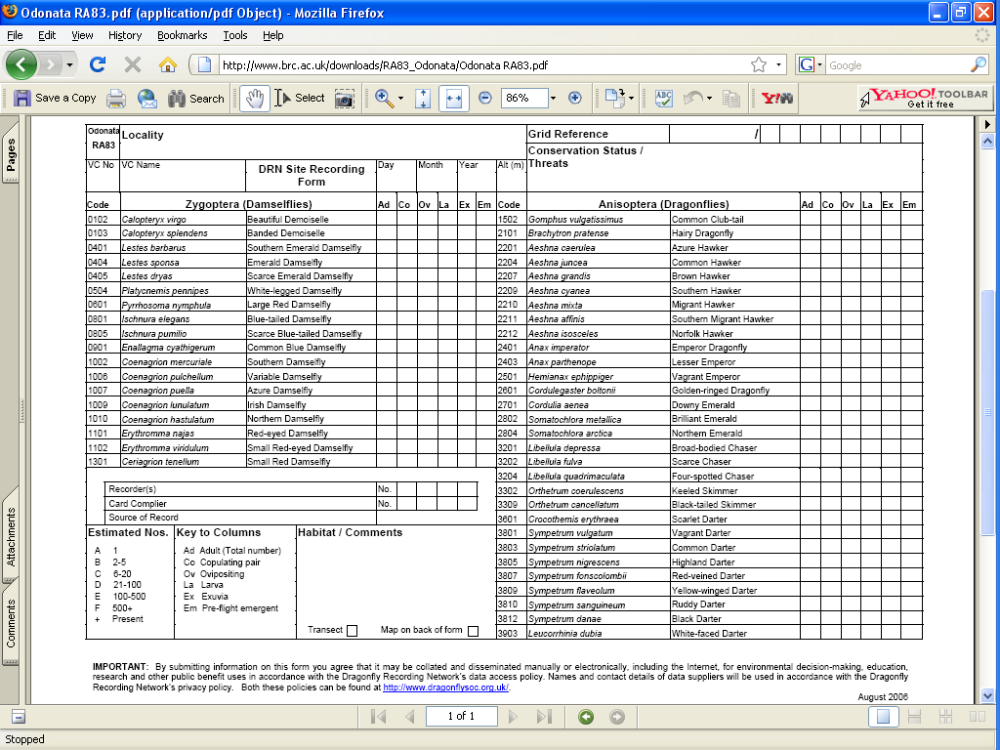 Odonata RA83.pdf (application/pdf Object) - Mozilla Firefox
File Edit View History Bookmarks Tools Help
http://www.brc.ac.uk/downloads/RA83_Odonata/Odonata RA83.pdf
G Google
Save a Copy Search Select 86% Y! YAHOO! TOOLBAR
Get it free
Pages
Attachments
Comments
Odonata RA83 Locality Grid Reference /
Conservation Status / Threats
VC No VC Name DRN Site Recording Form Day Month Year Alt (m)
Code Zygoptera (Damselflies) Ad Co Ov La Ex Em Code Anisoptera (Dragonflies) Ad Co Ov La Ex Em
0102 Calopteryx virgo Beautiful Demoiselle 1502 Gomphus vulgatissimus Common Club-tail
0103 Calopteryx splendens Banded Demoiselle 2101 Brachytron pratense Hairy Dragonfly
0401 Lestes barbarus Southern Emerald Damselfly 2201 Aeshna caerulea Azure Hawker
0404 Lestes sponsa Emerald Damselfly 2204 Aeshna juncea Common Hawker
0405 Lestes dryas Scarce Emerald Damselfly 2207 Aeshna grandis Brown Hawker
0504 Platycnemis pennipes White-legged Damselfly 2209 Aeshna cyanea Southern Hawker
0601 Pyrrhosoma nymphula Large Red Damselfly 2210 Aeshna mixta Migrant Hawker
0801 Ischnura elegans Blue-tailed Damselfly 2211 Aeshna affinis Southern Migrant Hawker
0805 Ischnura pumilio Scarce Blue-tailed Damselfly 2212 Aeshna isosceles Norfolk Hawker
0901 Enallagma cyathigerum Common Blue Damselfly 2401 Anax imperator Emperor Dragonfly
1002 Coenagrion mercuriale Southern Damselfly 2403 Anax parthenope Lesser Emperor
1006 Coenagrion pulchellum Variable Damselfly 2501 Hemianax ephippiger Vagrant Emperor
1007 Coenagrion puella Azure Damselfly 2601 Cordulegaster boltonii Golden-ringed Dragonfly
1009 Coenagrion lunulatum Irish Damselfly 2701 Cordulia aenea Downy Emerald
1010 Coenagrion hastulatum Northern Damselfly 2802 Somatochlora metallica Brilliant Emerald
1101 Erythromma najas Red-eyed Damselfly 2804 Somatochlora arctica Northern Emerald
1102 Erythromma viridulum Small Red-eyed Damselfly 3201 Libellula depressa Broad-bodied Chaser
1301 Ceriagrion tenellum Small Red Damselfly 3202 Libellula fulva Scarce Chaser
3204 Libellula quadrimaculata Four-spotted Chaser
Recorder(s) No. 3302 Orthetrum coerulescens Keeled Skimmer
Card Complier No. 3309 Orthetrum cancellatum Black-tailed Skimmer
Source of Record 3601 Crocothemis erythraea Scarlet Darter
Estimated Nos. Key to Columns Habitat / Comments 3801 Sympetrum vulgatum Vagrant Darter
A 1 Ad Adult (Total number) 3803 Sympetrum striolatum Common Darter
B 2-5 Co Copulating pair 3805 Sympetrum nigrescens Highland Darter
C 6-20 Ov Ovipositing 3807 Sympetrum fonscolombii Red-veined Darter
D 21-100 La Larva 3809 Sympetrum flaveolum Yellow-winged Darter
E 100-500 Ex Exuvia 3810 Sympetrum sanguineum Ruddy Darter
F 500+ Em Pre-flight emergent 3812 Sympetrum danae Black Darter
+ Present Transect Map on back of form 3903 Leucorrhinia dubia White-faced Darter
IMPORTANT: By submitting information on this form you agree that it may be collated and disseminated manually or electronically, including the Internet, for environmental decision-making, education,
research and other public benefit uses in accordance with the Dragonfly Recording Network's data access policy. Names and contact details of data suppliers will be used in accordance with the Dragonfly
Recording Network's privacy policy. Both these policies can be found at http://www.dragonflysoc.org.uk/.
August 2006
1 of 1
Stopped